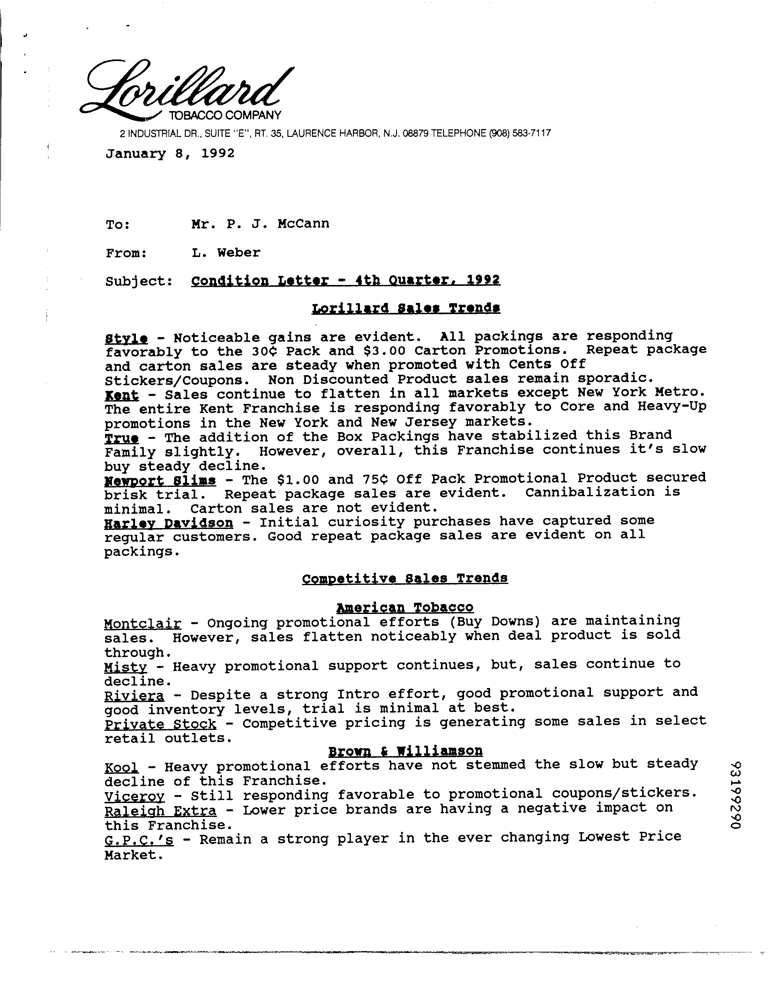 Lorillard
TOBACCO COMPANY
2 INDUSTRIAL DR., SUITE "E", RT. 35, LAURENCE HARBOR, N.J. 08879 TELEPHONE (908) 583-7117
January 8, 1992
To: Mr. P. J. McCann
From: L. Weber
Subject: Condition Letter - 4th Quarter, 1992
Lorillard Sales Trends
Style - Noticeable gains are evident. All packings are responding
favorably to the 30¢ Pack and $3.00 Carton Promotions. Repeat package
and carton sales are steady when promoted with Cents Off
Stickers/Coupons. Non Discounted Product sales remain sporadic.
Kent - Sales continue to flatten in all markets except New York Metro.
The entire Kent Franchise is responding favorably to Core and Heavy-Up
promotions in the New York and New Jersey markets.
True - The addition of the Box Packings have stabilized this Brand
Family slightly. However, overall, this Franchise continues it's slow
buy steady decline.
Newport Slims - The $1.00 and 75¢ Off Pack Promotional Product secured
brisk trial. Repeat package sales are evident. Cannibalization is
minimal. Carton sales are not evident.
Harley Davidson - Initial curiosity purchases have captured some
regular customers. Good repeat package sales are evident on all
packings.
Competitive Sales Trends
American Tobacco
Montclair - Ongoing promotional efforts (Buy Downs) are maintaining
sales. However, sales flatten noticeably when deal product is sold
through.
Misty - Heavy promotional support continues, but, sales continue to
decline.
Riviera - Despite a strong Intro effort, good promotional support and
good inventory levels, trial is minimal at best.
Private Stock - Competitive pricing is generating some sales in select
retail outlets.
Brown & Williamson
Kool - Heavy promotional efforts have not stemmed the slow but steady
decline of this Franchise.
Viceroy - Still responding favorable to promotional coupons/stickers.
Raleigh Extra - Lower price brands are having a negative impact on
this Franchise.
G.P.C.'s - Remain a strong player in the ever changing Lowest Price
Market.
93199290